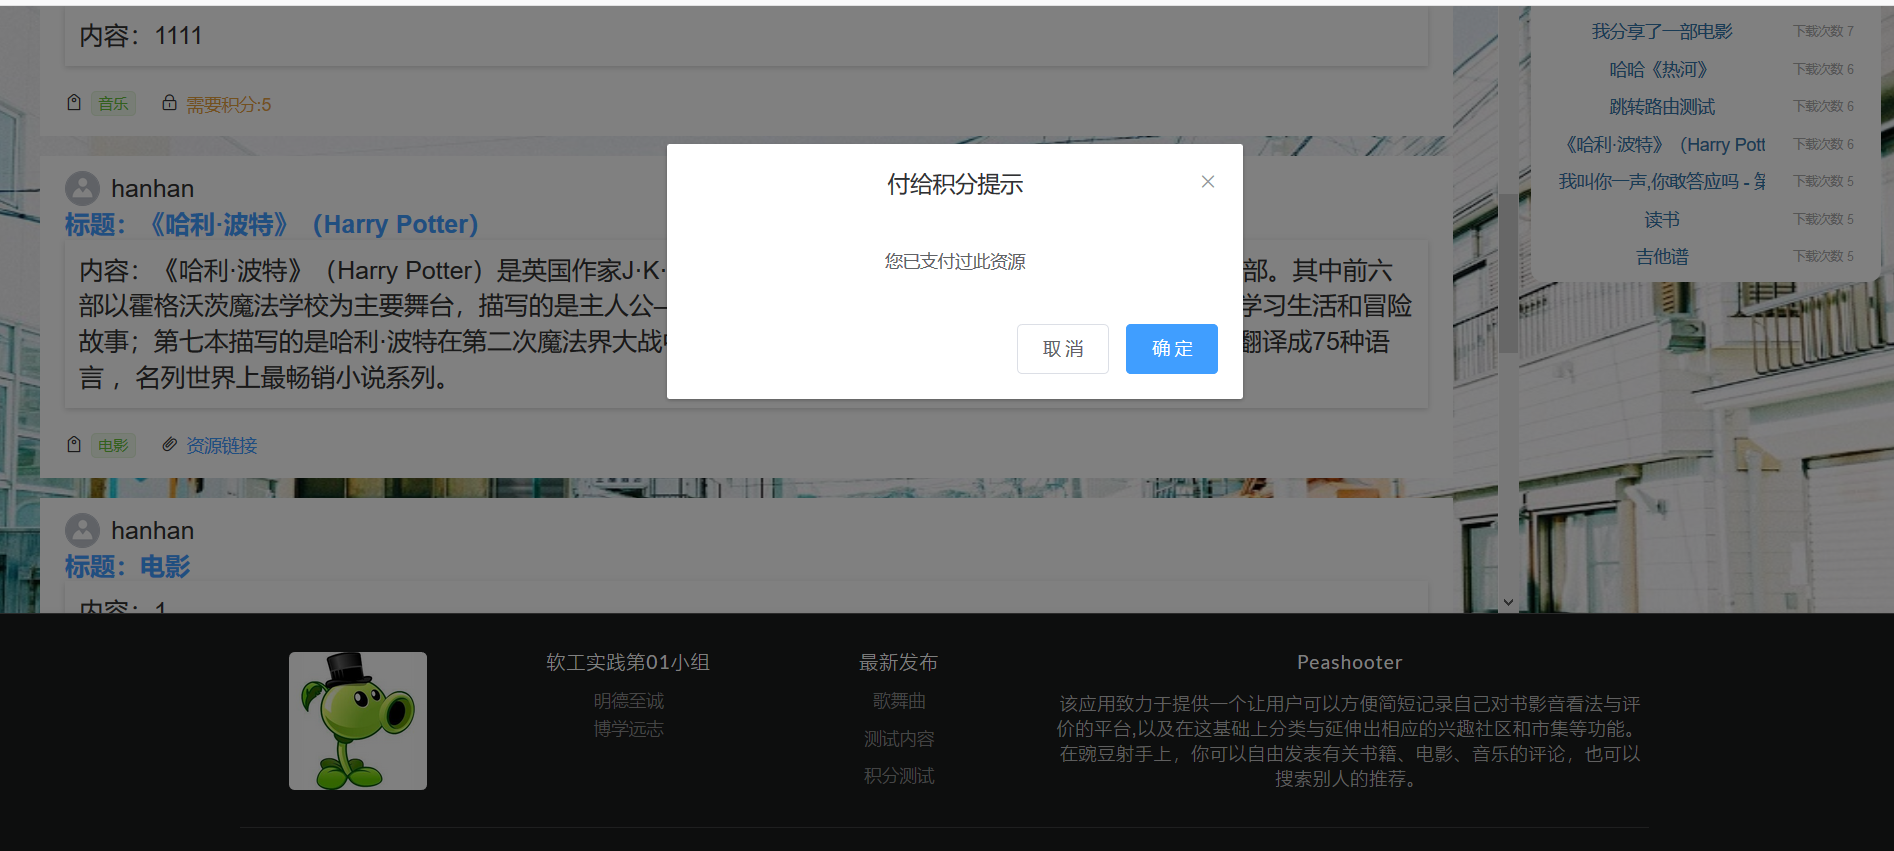 内容：1111
音乐 需要积分:5
hanhan
标题：《哈利·波特》（Harry Potter）
内容：《哈利·波特》（Harry Potter）是英国作家J·K· 部。其中前六
部以霍格沃茨魔法学校为主要舞台，描写的是主人公— 学习生活和冒险
故事；第七本描写的是哈利·波特在第二次魔法界大战 翻译成75种语
言 ，名列世界上最畅销小说系列。
电影 资源链接
hanhan
标题：电影
内容：1
付给积分提示
您已支付过此资源
取消 确定
我分享了一部电影 下载次数 7
哈哈《热河》 下载次数 6
跳转路由测试 下载次数 6
《哈利·波特》（Harry Pott 下载次数 6
我叫你一声,你敢答应吗 - 第 下载次数 5
读书 下载次数 5
吉他谱 下载次数 5
软工实践第01小组
明德至诚
博学远志
最新发布
歌舞曲
测试内容
积分测试
Peashooter
该应用致力于提供一个让用户可以方便简短记录自己对书影音看法与评
价的平台,以及在这基础上分类与延伸出相应的兴趣社区和市集等功能。
在豌豆射手上，你可以自由发表有关书籍、电影、音乐的评论，也可以
搜索别人的推荐。